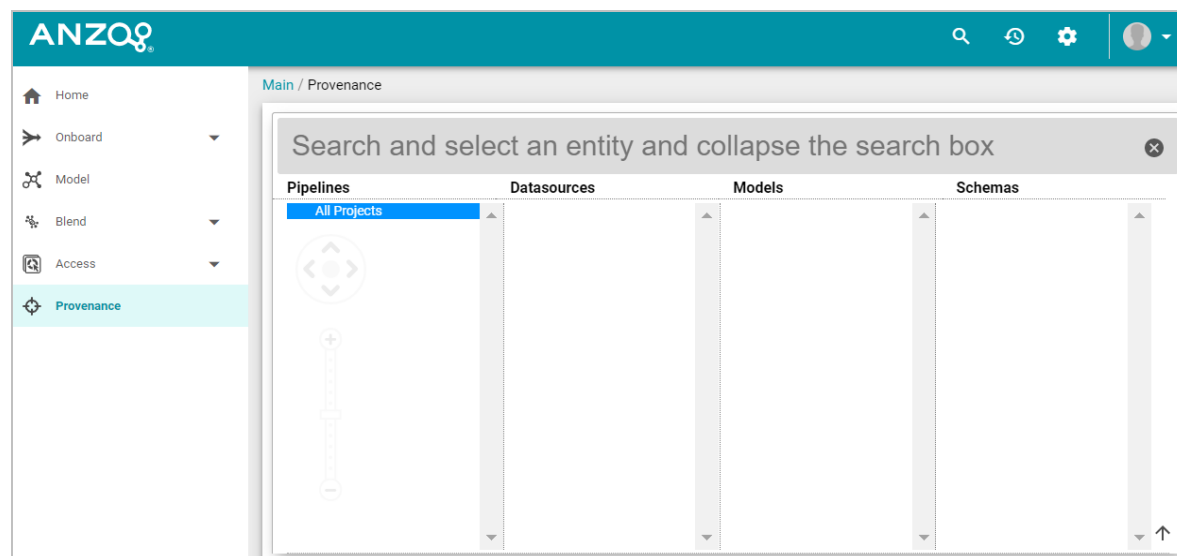 ANZO
Main / Provenance
Home
Onboard
Model
Blend
Access
Provenance
Search and select an entity and collapse the search box
Pipelines Datasources Models Schemas
All Projects